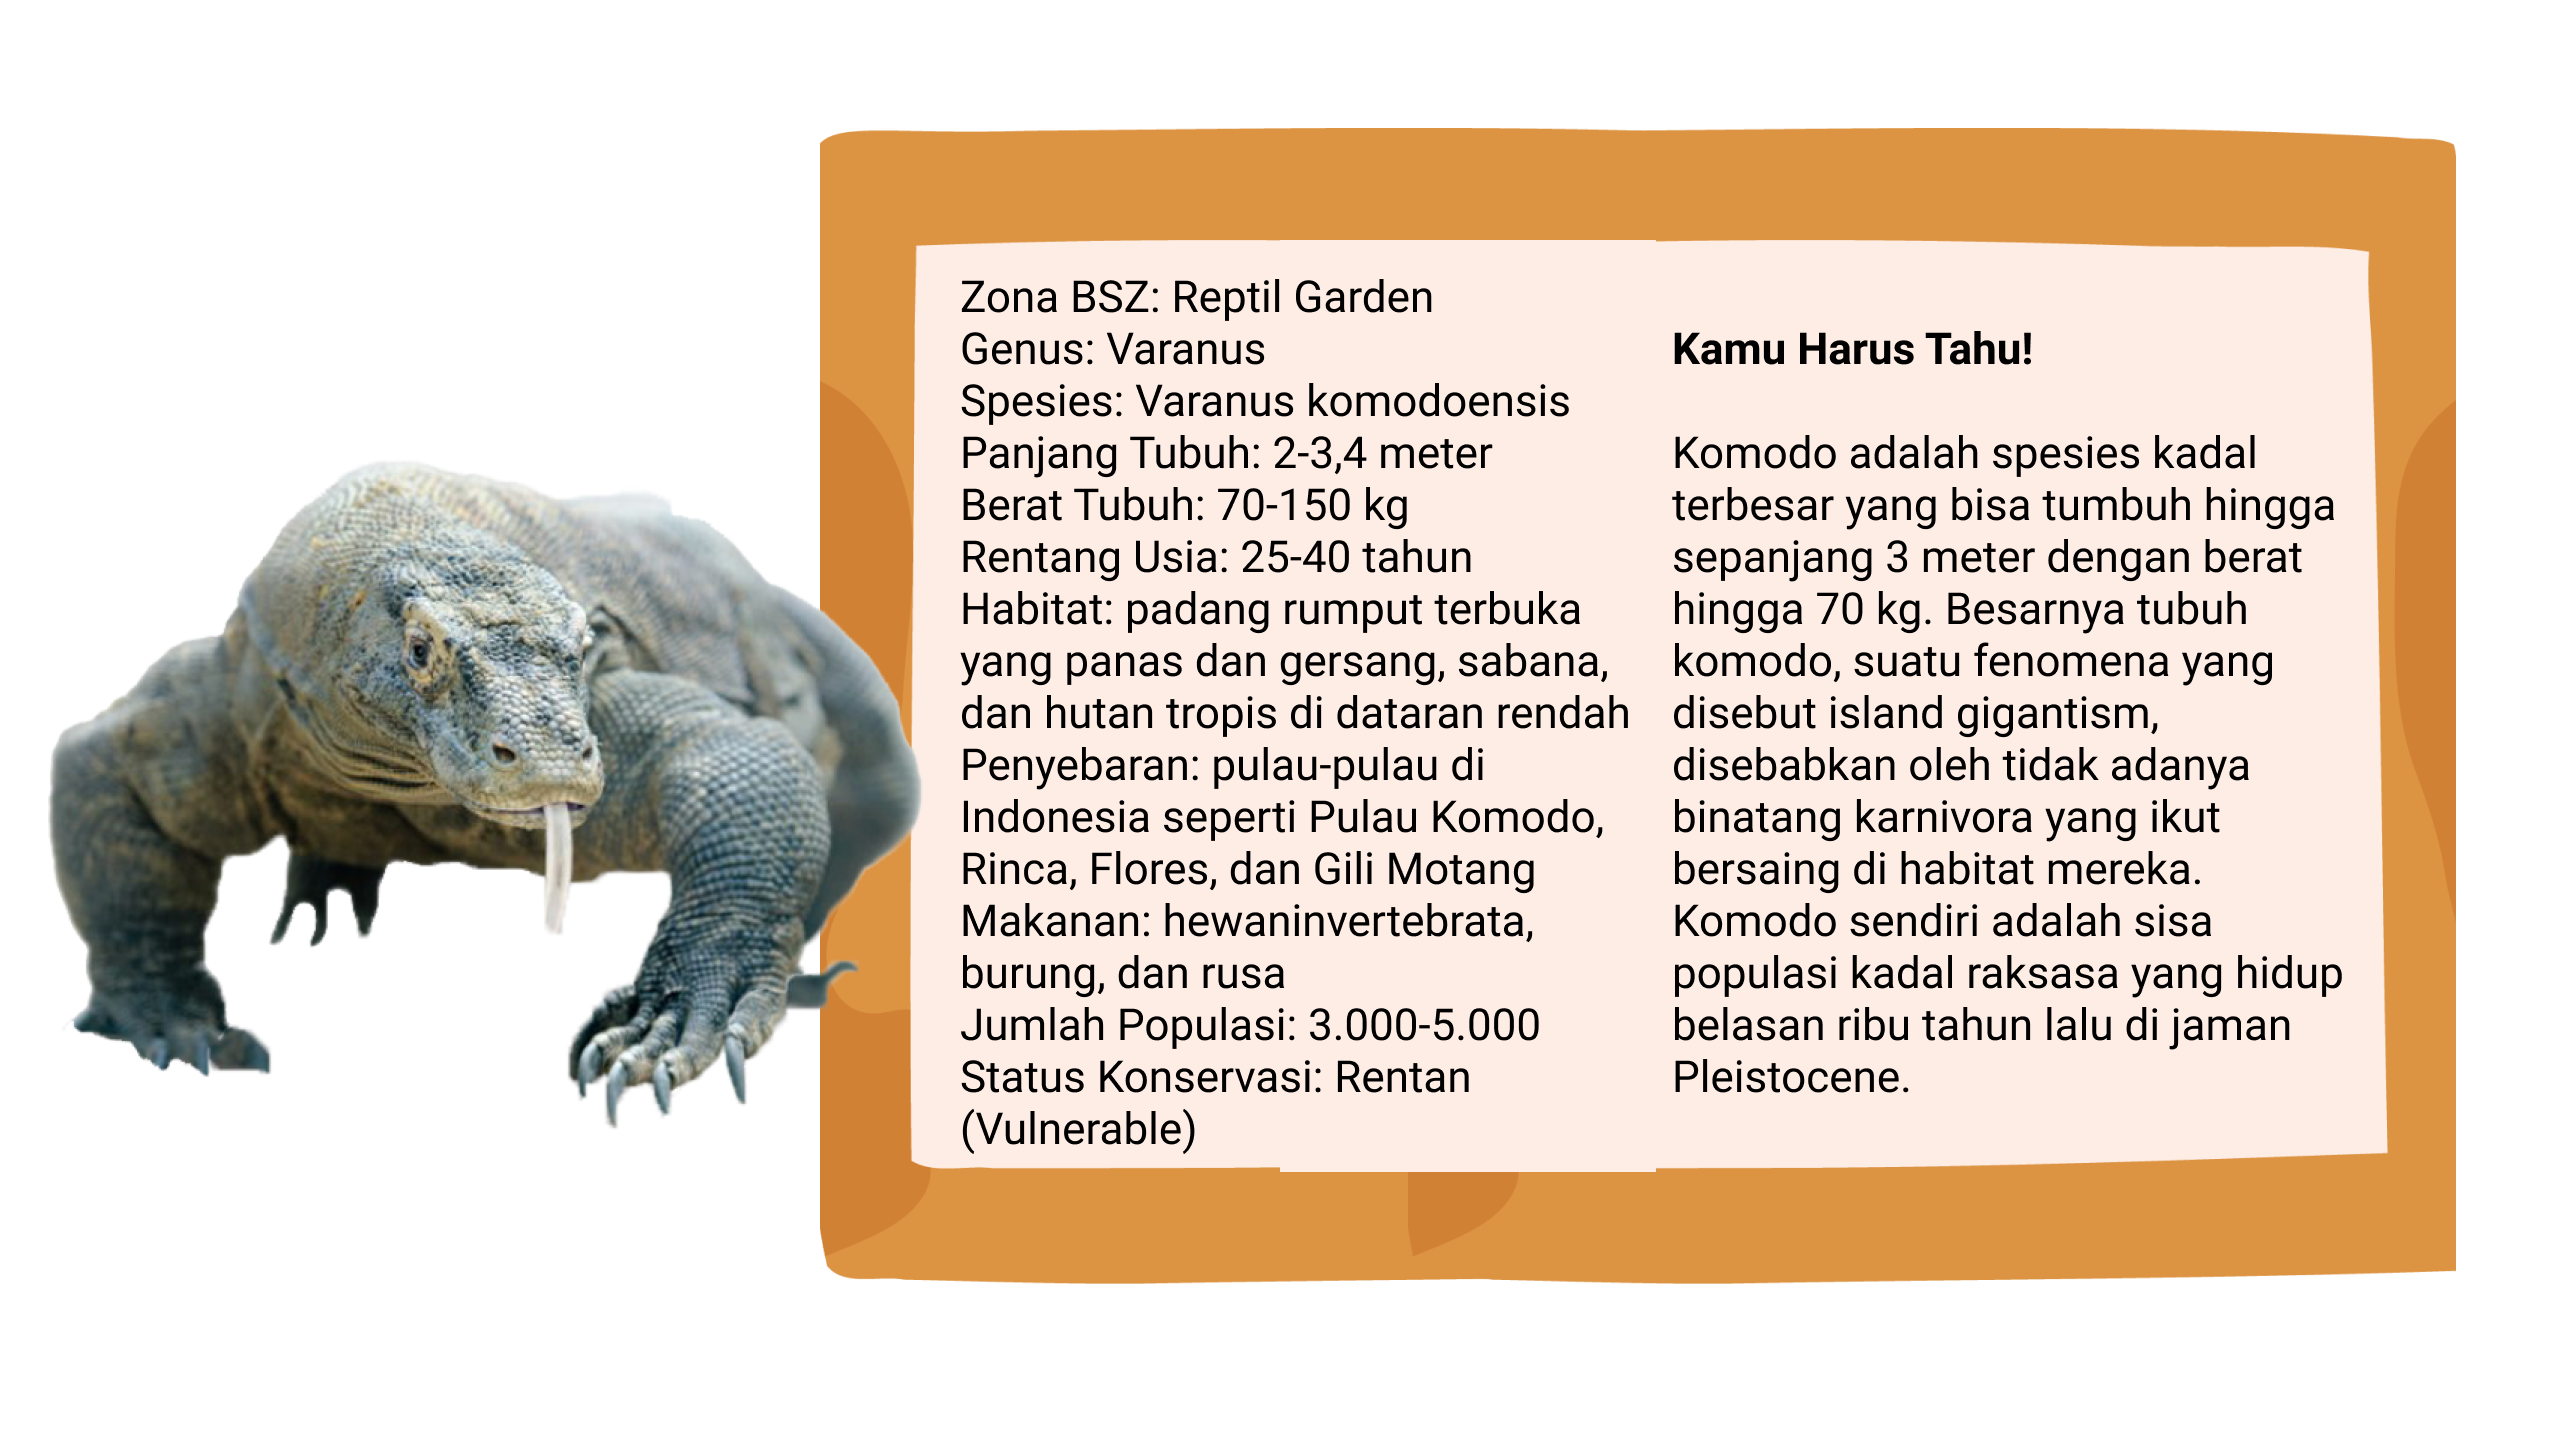 Zona BSZ: Reptil Garden
Genus: Varanus
Spesies: Varanus komodoensis
Panjang Tubuh: 2-3,4 meter
Berat Tubuh: 70-150 kg
Rentang Usia: 25-40 tahun
Habitat: padang rumput terbuka
yang panas dan gersang, sabana,
dan hutan tropis di dataran rendah
Penyebaran: pulau-pulau di
Indonesia seperti Pulau Komodo,
Rinca, Flores, dan Gili Motang
Makanan: hewaninvertebrata,
burung, dan rusa
Jumlah Populasi: 3.000-5.000
Status Konservasi: Rentan
(Vulnerable)
Kamu Harus Tahu!
Komodo adalah spesies kadal
terbesar yang bisa tumbuh hingga
sepanjang 3 meter dengan berat
hingga 70 kg. Besarnya tubuh
komodo, suatu fenomena yang
disebut island gigantism,
disebabkan oleh tidak adanya
binatang karnivora yang ikut
bersaing di habitat mereka.
Komodo sendiri adalah sisa
populasi kadal raksasa yang hidup
belasan ribu tahun lalu di jaman
Pleistocene.